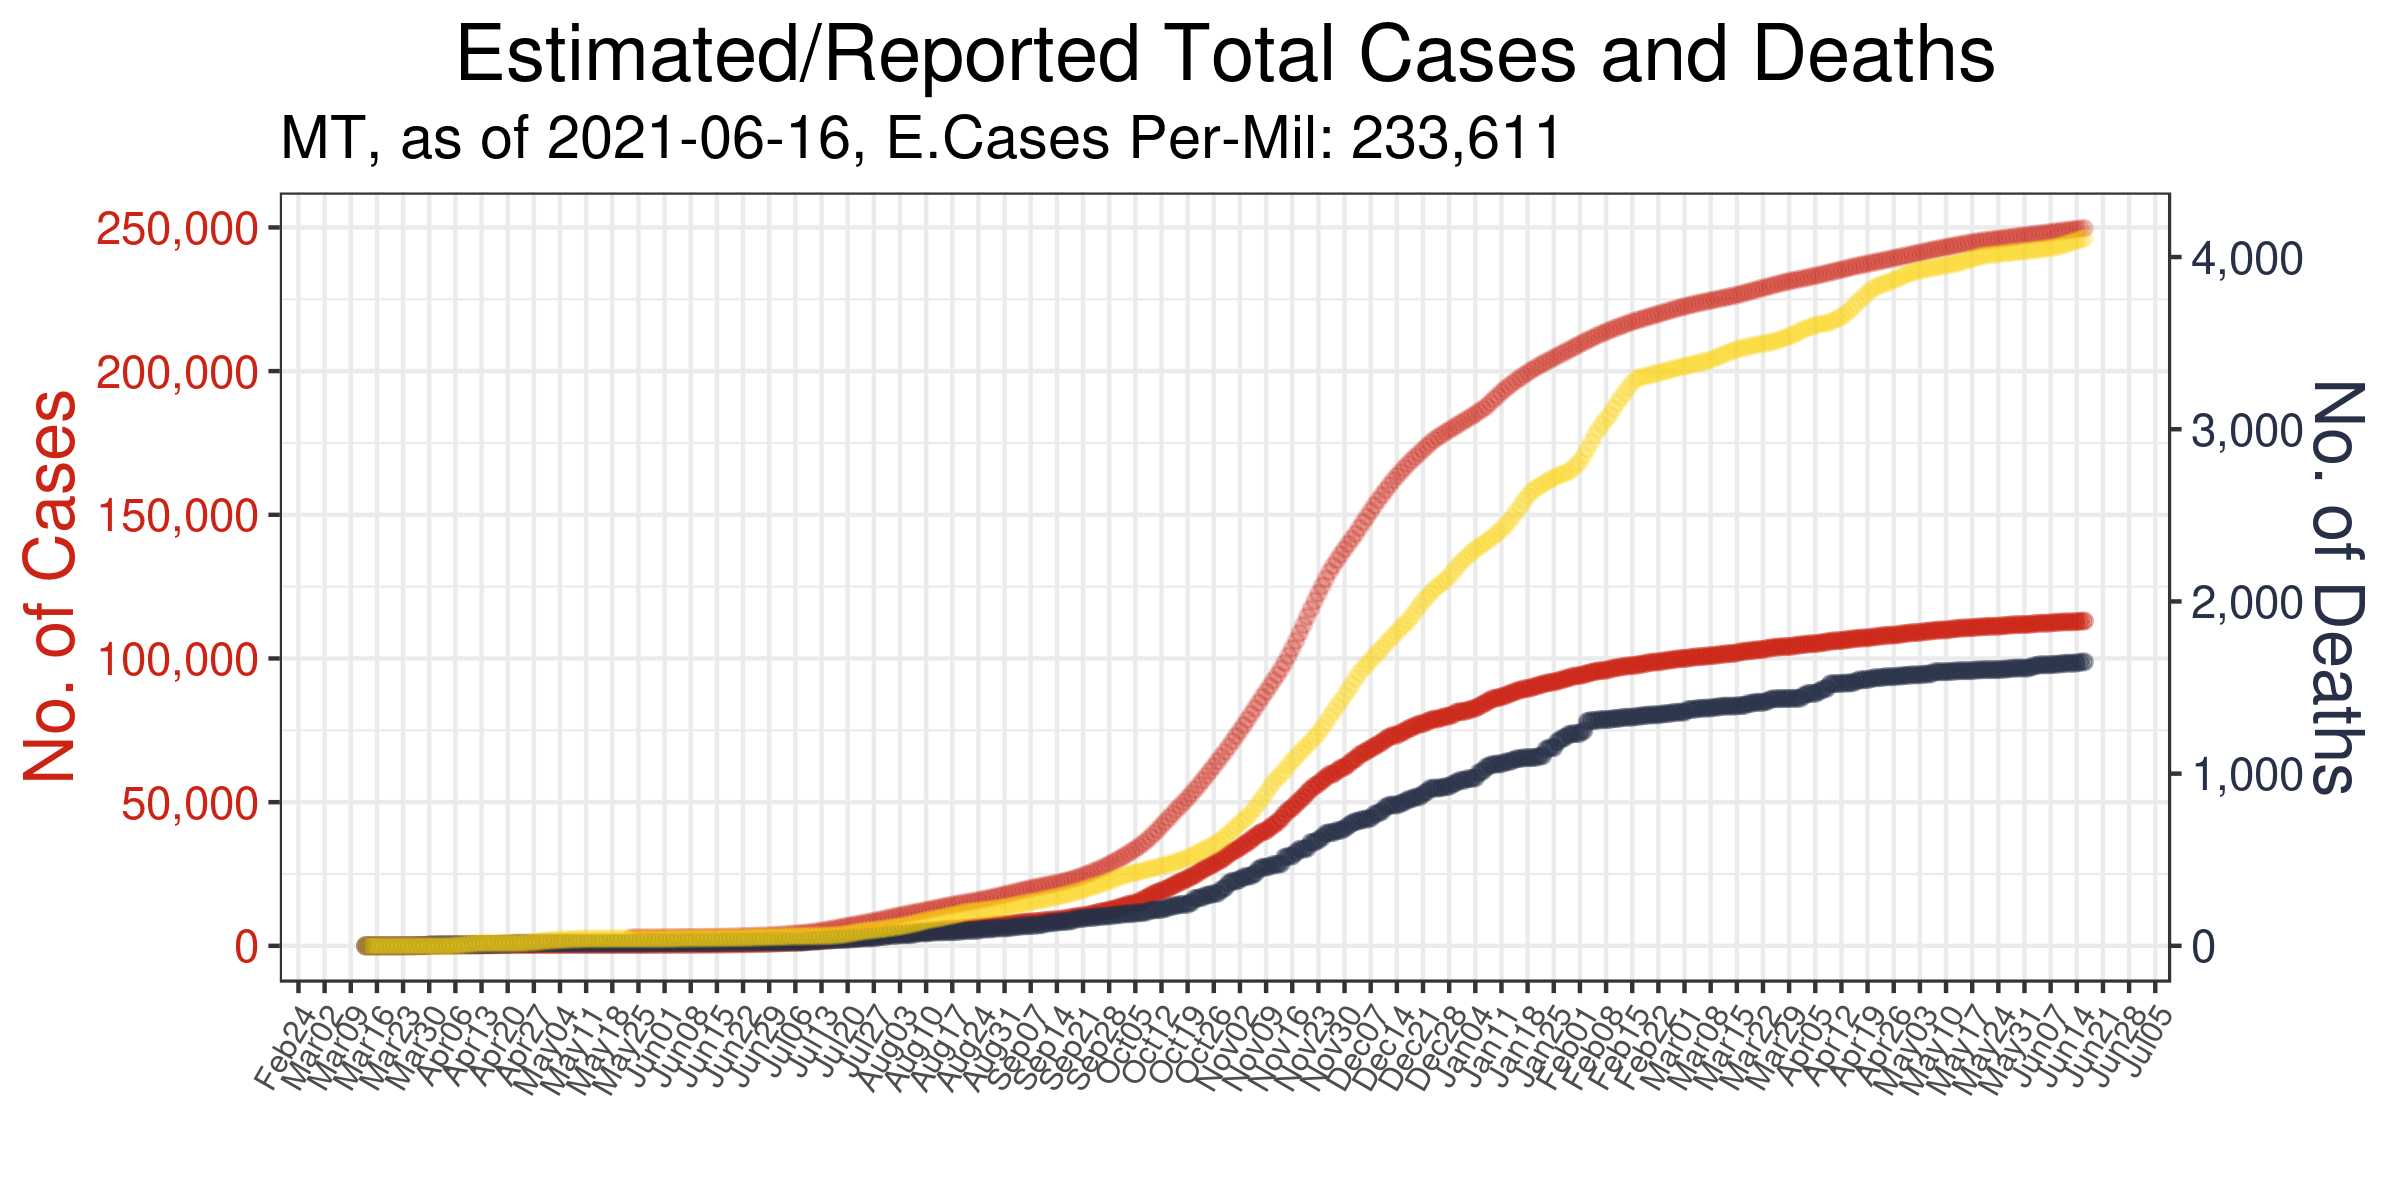 Estimated/Reported Total Cases and Deaths
MT, as of 2021-06-16, E.Cases Per-Mil: 233,611
No. of Cases
250,000
200,000
150,000
100,000
50,000
0
4,000
3,000
2,000
1,000
0
No. of Deaths
Feb24
Mar02
Mar09
Mar16
Mar23
Mar30
Apr06
Apr13
Apr20
Apr27
May04
May11
May18
May25
Jun01
Jun08
Jun15
Jun22
Jun29
Jul06
Jul13
Jul20
Jul27
Aug03
Aug10
Aug17
Aug24
Aug31
Sep07
Sep14
Sep21
Sep28
Oct05
Oct12
Oct19
Oct26
Nov02
Nov09
Nov16
Nov23
Nov30
Dec07
Dec14
Dec21
Dec28
Jan04
Jan11
Jan18
Jan25
Feb01
Feb08
Feb15
Feb22
Mar01
Mar08
Mar15
Mar22
Mar29
Apr05
Apr12
Apr19
Apr26
May03
May10
May17
May24
May31
Jun07
Jun14
Jun21
Jun28
Jul05